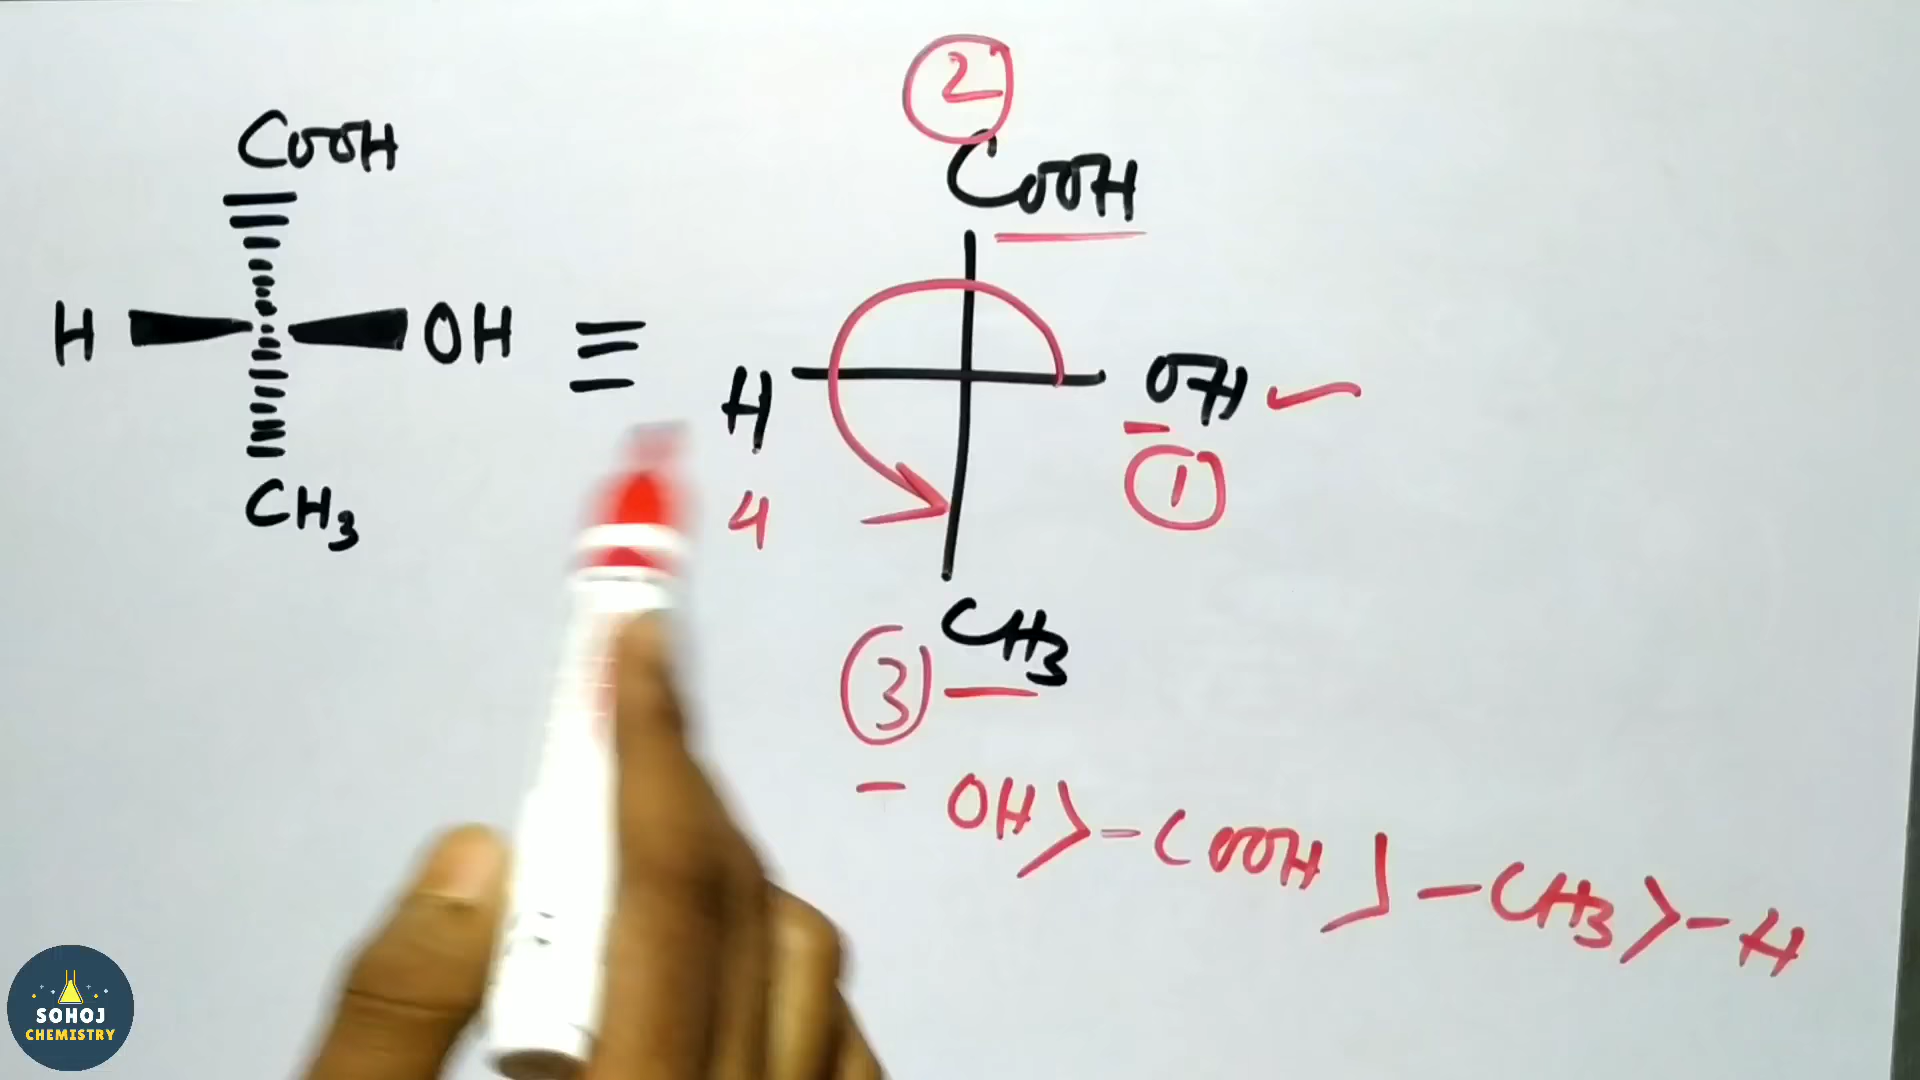 COOH
H OH
CH3
≡
2
COOH
H OH
4 1
CH3
3
- OH > - COOH > - CH3 > - H
SOHOJ
CHEMISTRY